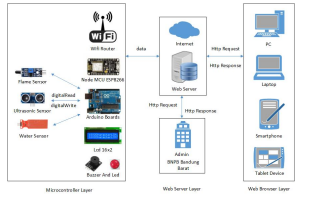 Wi Fi
Wifi Router
data
Internet
Http Request
PC
Flame Sensor
Node MCU ESP8266
Web Server
Http Response
Laptop
digitalRead
Ultrasonic Sensor
digitalWrite
Arduino Boards
Http Request
Http Response
Water Sensor
Smartphone
Lcd 16x2
Admin
BNPB Bandung
Barat
Buzzer And Led
Tablet Device
Microcontroller Layer
Web Server Layer
Web Browser Layer